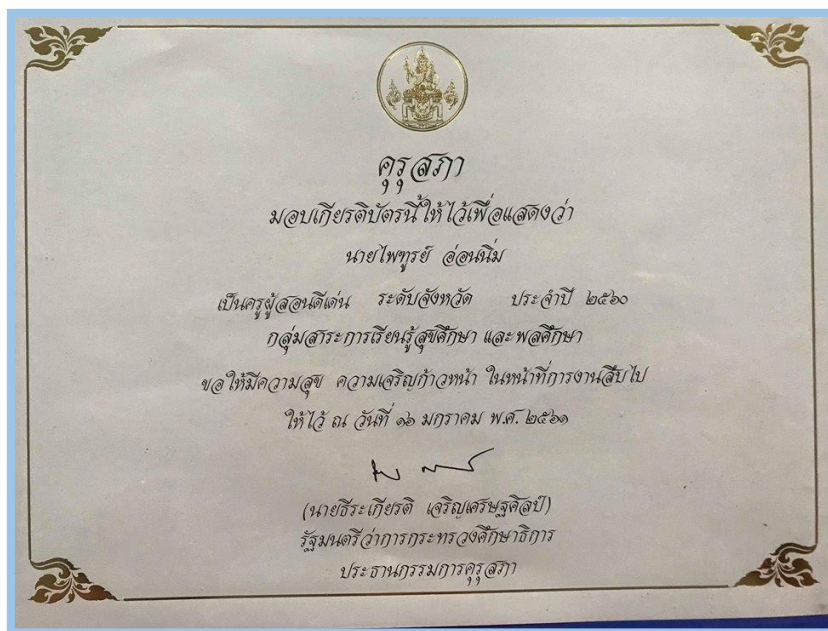 คุรุสภา
มอบเกียรติบัตรนี้ให้ไว้เพื่อแสดงว่า
นายไพฑูรย์ อ่อนนิ่ม
เป็นครูผู้สอนดีเด่น ระดับจังหวัด ประจำปี ๒๕๖๐
กลุ่มสาระการเรียนรู้สุขศึกษา และพลศึกษา
ขอให้มีความสุข ความเจริญก้าวหน้า ในหน้าที่การงานสืบไป
ให้ไว้ ณ วันที่ ๑๖ มกราคม พ.ศ. ๒๕๖๑
(นายธีระเกียรติ เจริญเศรษฐศิลป์)
รัฐมนตรีว่าการกระทรวงศึกษาธิการ
ประธานกรรมการคุรุสภา